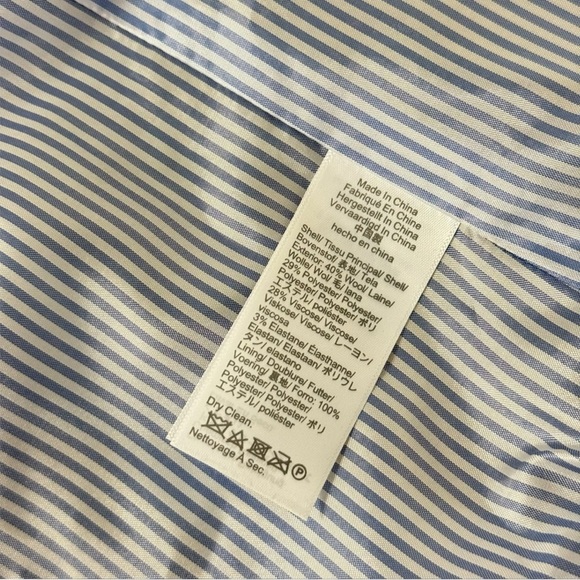 Made In China
Fabriqué En Chine
Hergestellt In China
Vervaardigd In China
中国製
hecho en china
Shell/ Tissu Principal/ Shell/
Bovenstof/ 表地/ Tela
Exterior: 40% Wool/ Laine/
Wolle/ Wol/ 毛/ lana
29% Polyester/ Polyester/
Polyester/ Polyester/ ポリ
エステル/ poliéster
28% Viscose/ Viscose/
Viskose/ Viscose/ レーヨン/
viscosa
3% Elastane/ Élasthanne/
Elastan/ Elastaan/ ポリウレ
タン/ elastano
Lining/ Doublure/ Futter/
Voering/ 裏地/ Forro: 100%
Polyester/ Polyester/
Polyester/ Polyester/ ポリ
エステル/ poliéster
Dry Clean.
P
Nettoyage À Sec.